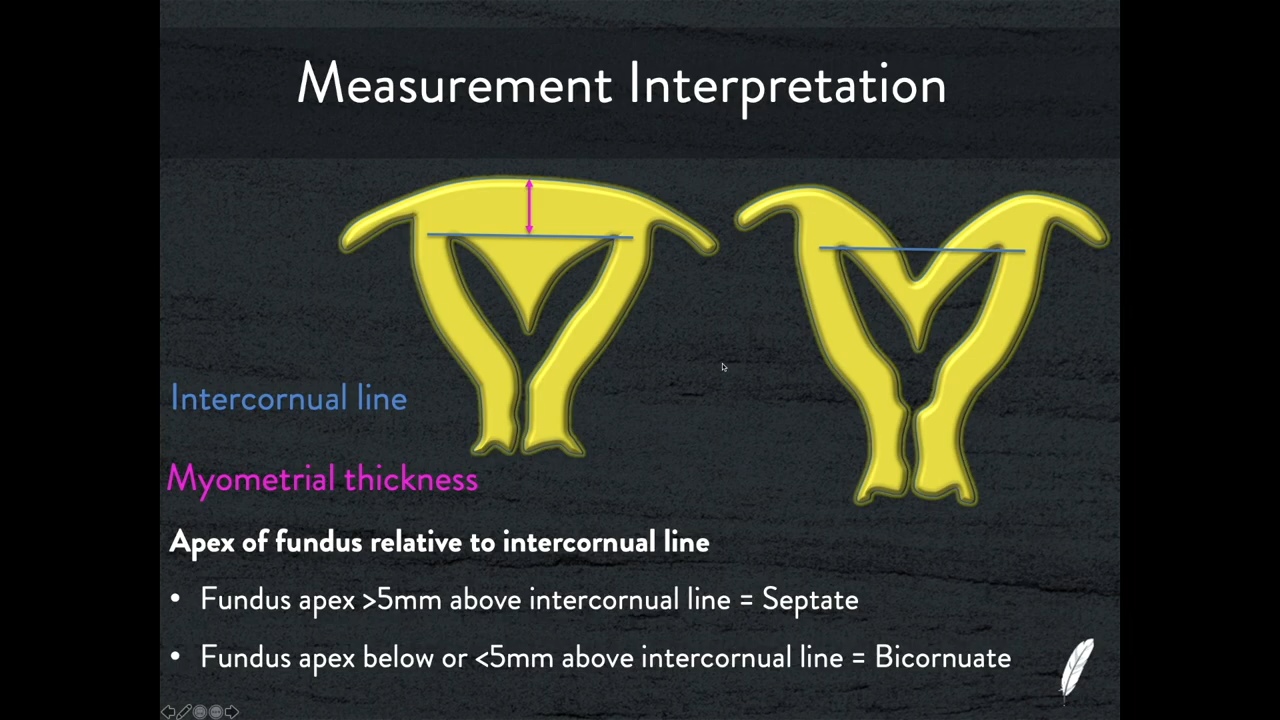 Measurement Interpretation
Intercornual line
Myometrial thickness
Apex of fundus relative to intercornual line
• Fundus apex >5mm above intercornual line = Septate
• Fundus apex below or <5mm above intercornual line = Bicornuate